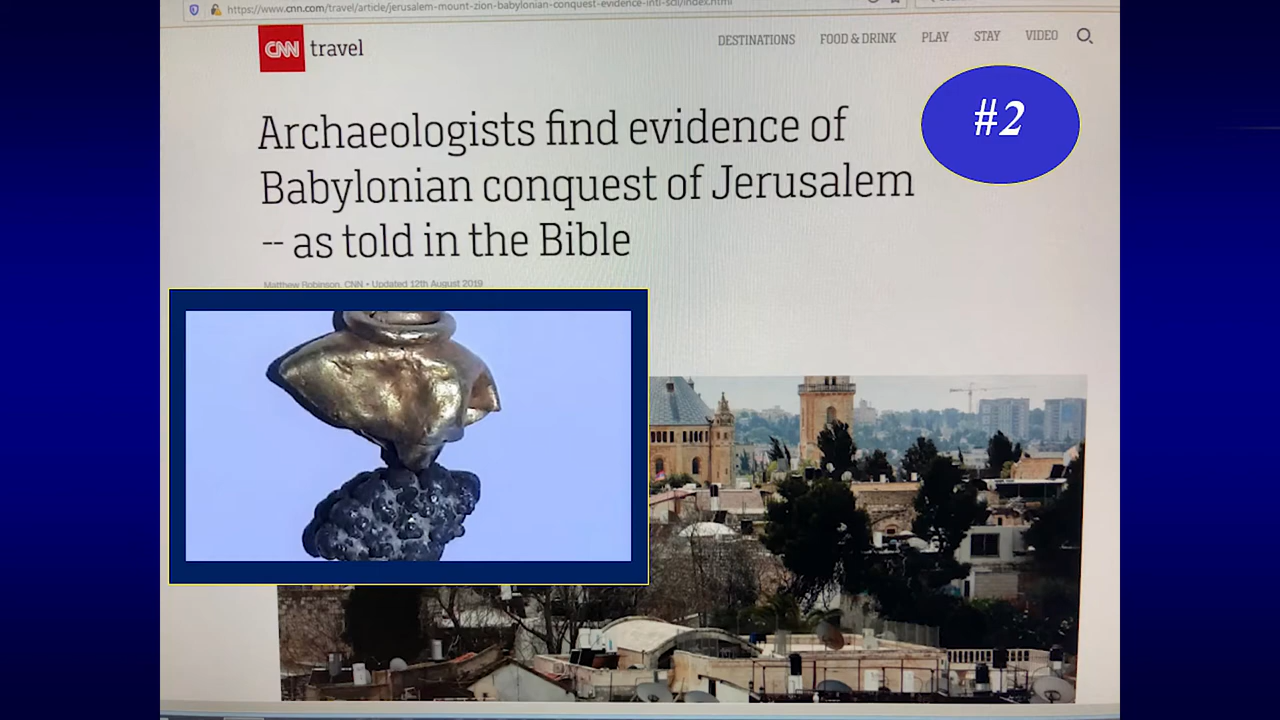 https://www.cnn.com/travel/article/jerusalem-mount-zion-babylonian-conquest-evidence-intl-scli/index.html
CNN travel
DESTINATIONS FOOD & DRINK PLAY STAY VIDEO
#2
Archaeologists find evidence of
Babylonian conquest of Jerusalem
-- as told in the Bible
Matthew Robinson, CNN • Updated 12th August 2019